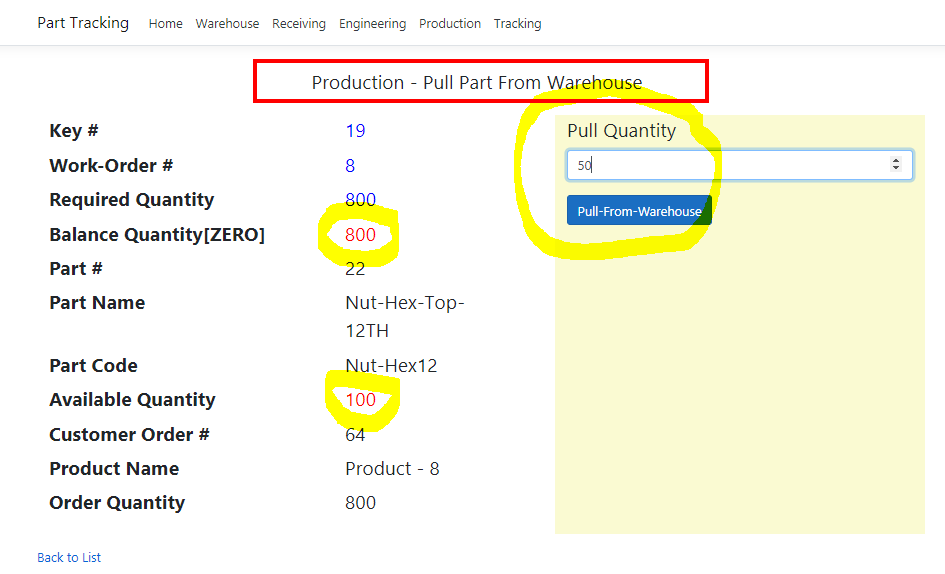 Part Tracking Home Warehouse Receiving Engineering Production Tracking
Production - Pull Part From Warehouse
Key # 19
Work-Order # 8
Required Quantity 800
Balance Quantity[ZERO] 800
Part # 22
Part Name Nut-Hex-Top-
12TH
Part Code Nut-Hex12
Available Quantity 100
Customer Order # 64
Product Name Product - 8
Order Quantity 800
Pull Quantity
50
Pull-From-Warehouse
Back to List